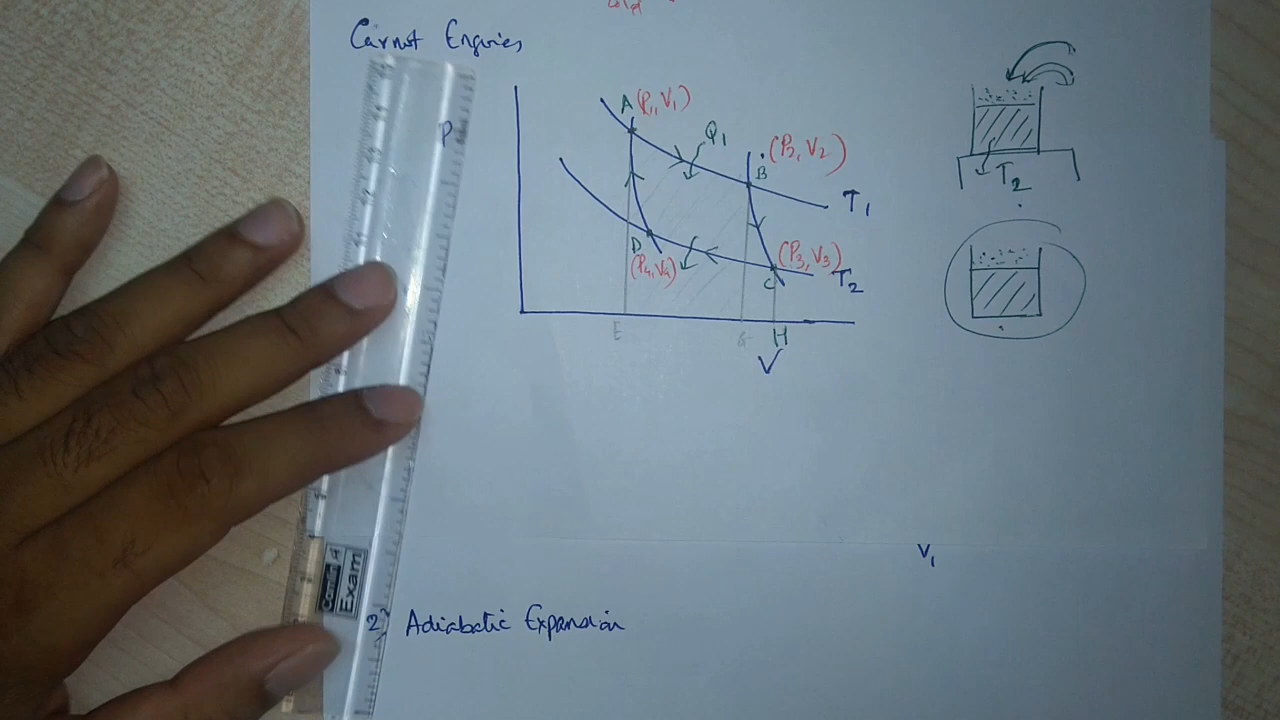 cold
Carnot Engines
P
A (P1, V1)
Q1
(P2, V2)
B
T1
D
(P4, V4)
(P3, V3)
C
T2
E
G
H
V
T2
V1
Exam
2) Adiabatic Expansion